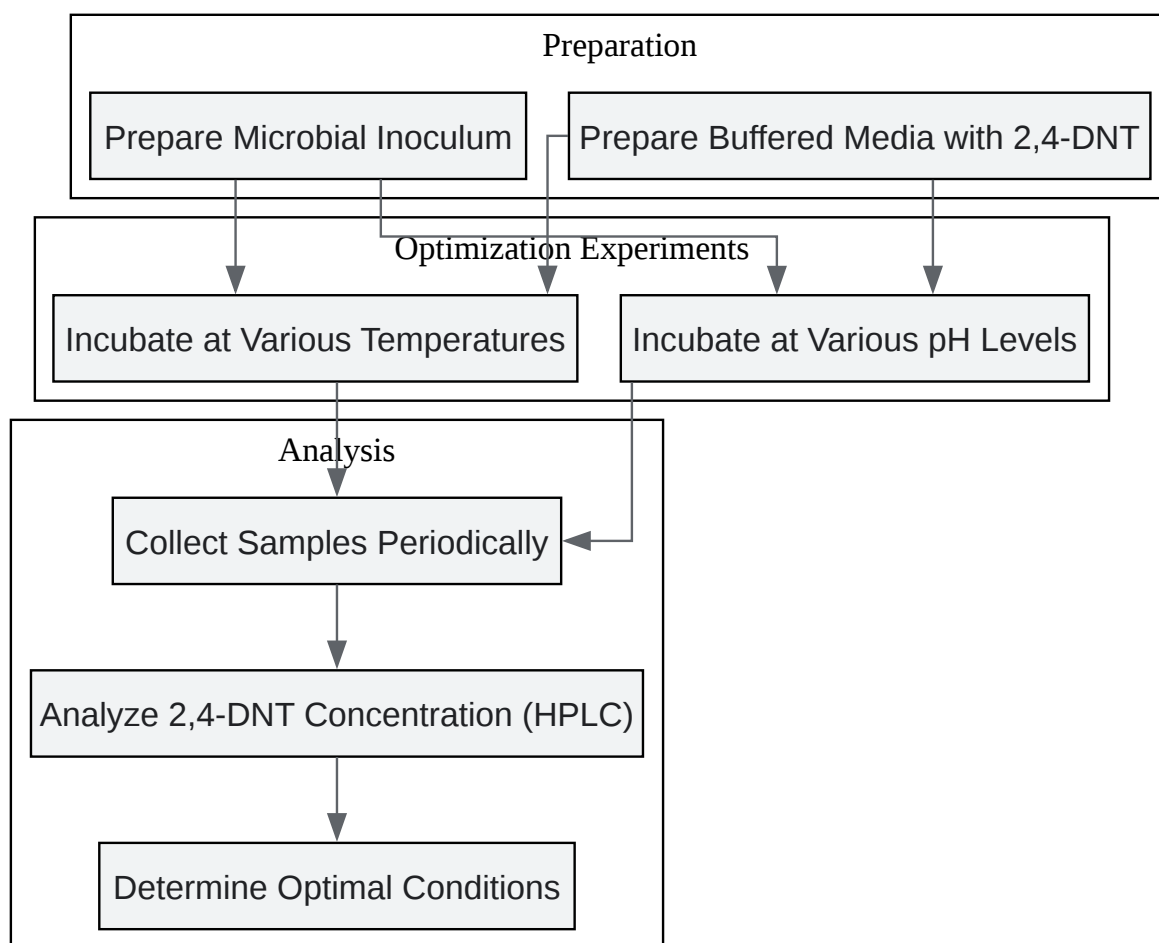 Preparation
Prepare Microbial Inoculum
Prepare Buffered Media with 2,4-DNT
Optimization Experiments
Incubate at Various Temperatures
Incubate at Various pH Levels
Analysis
Collect Samples Periodically
Analyze 2,4-DNT Concentration (HPLC)
Determine Optimal Conditions